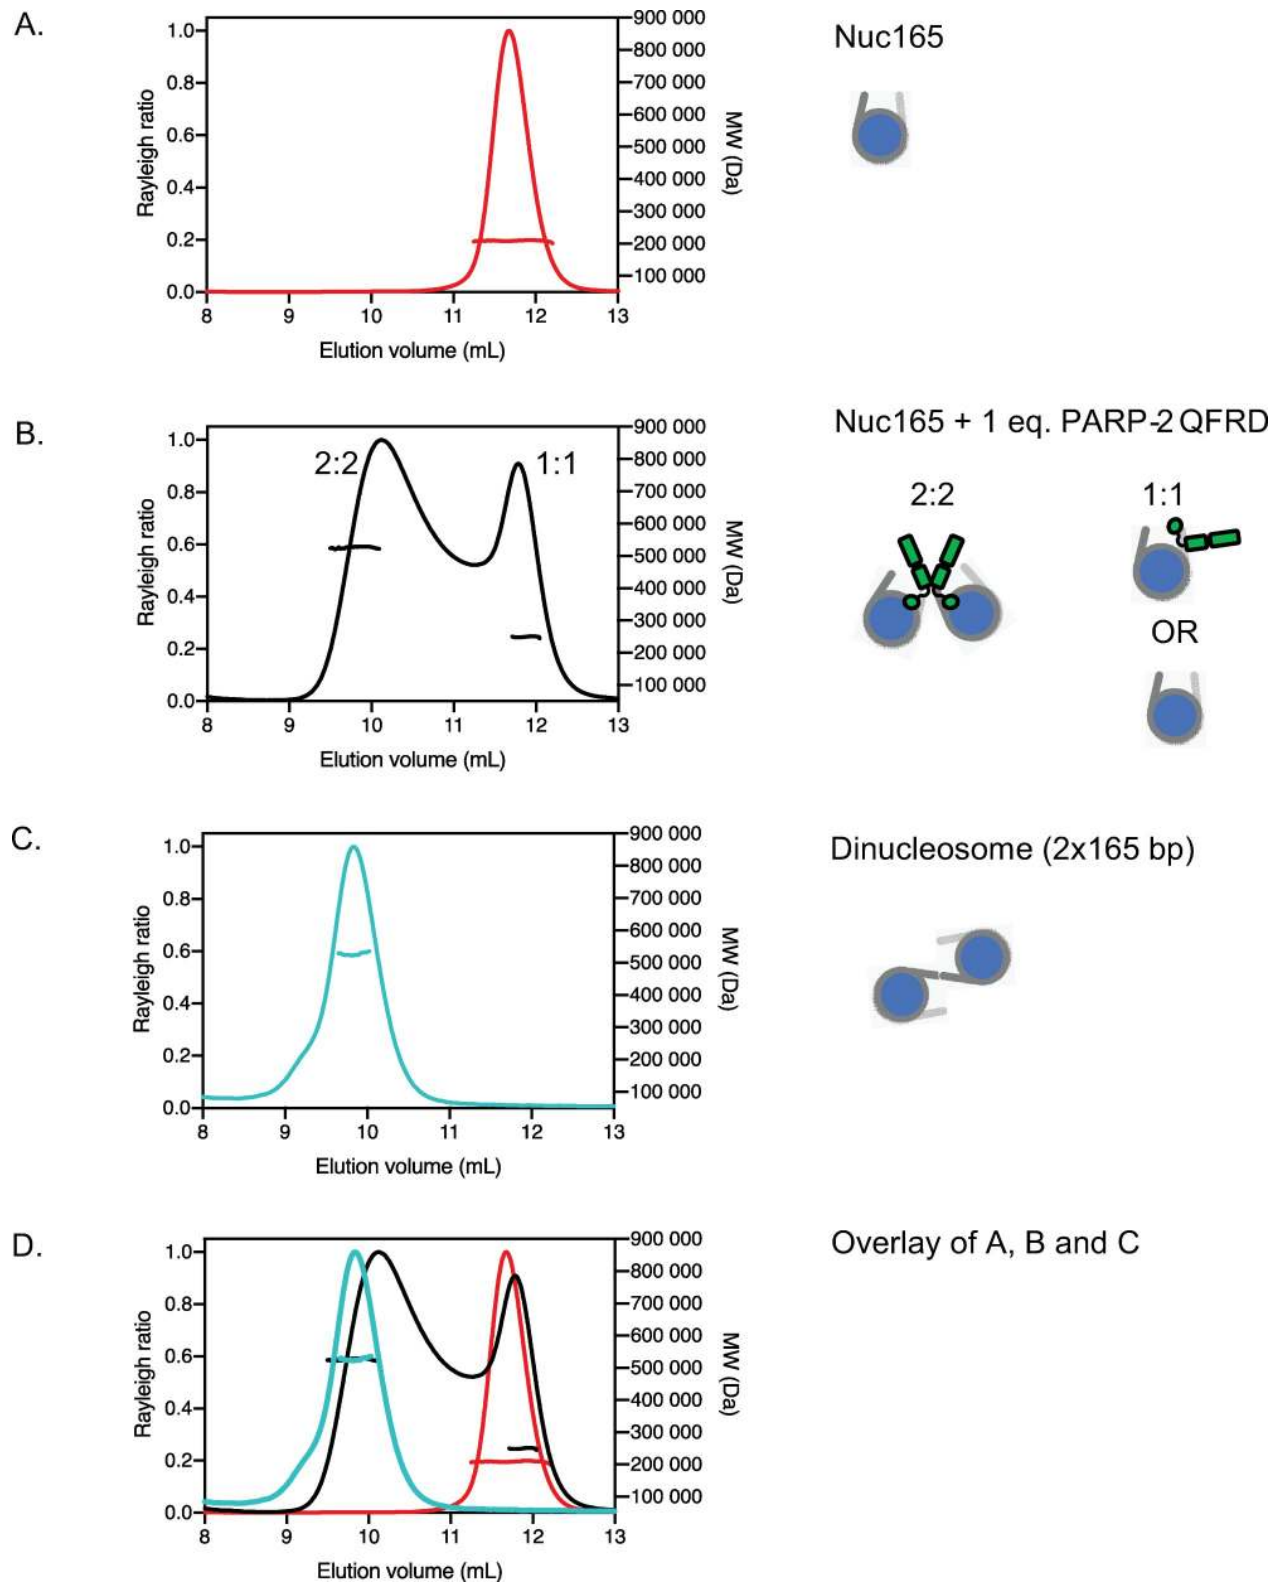 A.
Nuc165
Rayleigh ratio
1.0
0.8
0.6
0.4
0.2
0.0
900 000
800 000
700 000
600 000
500 000
400 000
300 000
200 000
100 000
MW (Da)
8 9 10 11 12 13
Elution volume (mL)
B.
Nuc165 + 1 eq. PARP-2 QFRD
Rayleigh ratio
1.0
0.8
0.6
0.4
0.2
0.0
2:2 1:1
900 000
800 000
700 000
600 000
500 000
400 000
300 000
200 000
100 000
MW (Da)
8 9 10 11 12 13
Elution volume (mL)
2:2 1:1
OR
C.
Dinucleosome (2x165 bp)
Rayleigh ratio
1.0
0.8
0.6
0.4
0.2
0.0
900 000
800 000
700 000
600 000
500 000
400 000
300 000
200 000
100 000
MW (Da)
8 9 10 11 12 13
Elution volume (mL)
D.
Overlay of A, B and C
Rayleigh ratio
1.0
0.8
0.6
0.4
0.2
0.0
900 000
800 000
700 000
600 000
500 000
400 000
300 000
200 000
100 000
MW (Da)
8 9 10 11 12 13
Elution volume (mL)